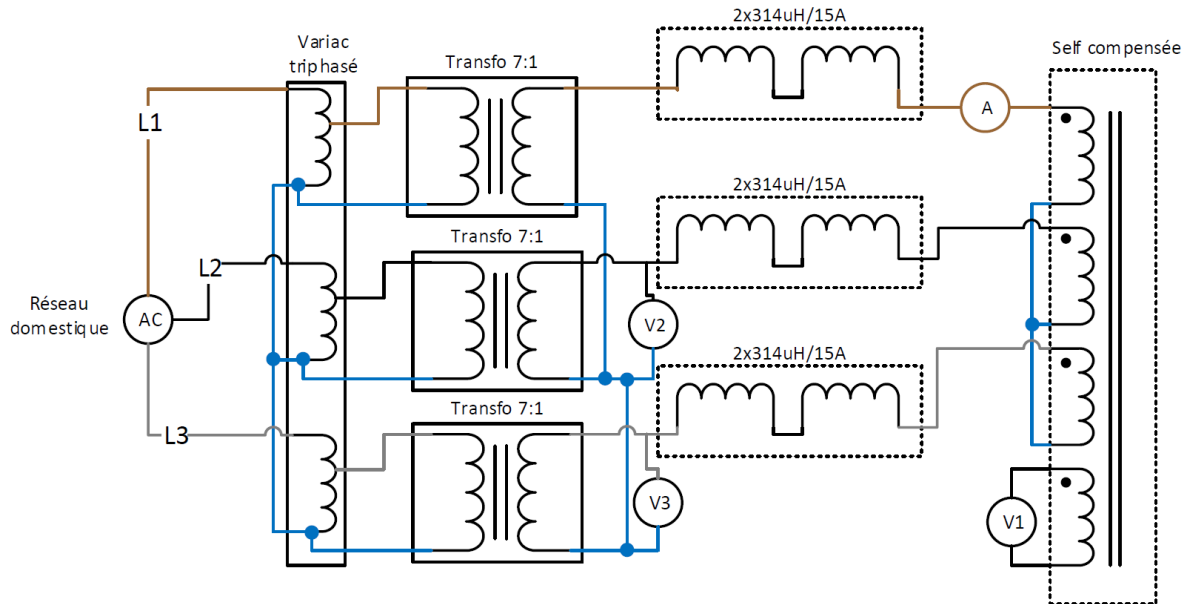 2x314uH/15A
Variac
triphasé
Transfo 7:1
Self compensée
L1
A
2x314uH/15A
Transfo 7:1
L2
Réseau
domestique
AC
V2
2x314uH/15A
Transfo 7:1
L3
V3
V1